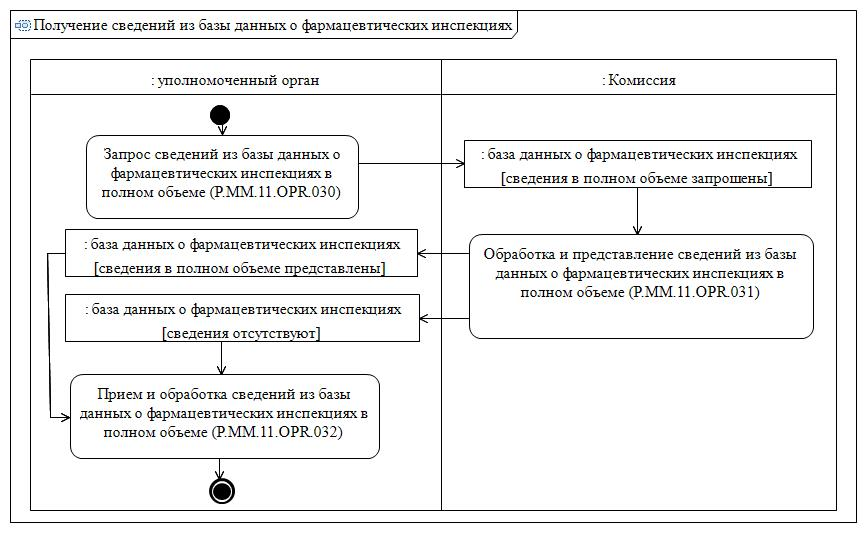 Получение сведений из базы данных о фармацевтических инспекциях
: уполномоченный орган
: Комиссия
Запрос сведений из базы данных о
фармацевтических инспекциях в
полном объеме (P.MM.11.OPR.030)
: база данных о фармацевтических инспекциях
[сведения в полном объеме запрошены]
: база данных о фармацевтических инспекциях
[сведения в полном объеме представлены]
Обработка и представление сведений из базы
данных о фармацевтических инспекциях в
полном объеме (P.MM.11.OPR.031)
: база данных о фармацевтических инспекциях
[сведения отсутствуют]
Прием и обработка сведений из базы
данных о фармацевтических инспекциях в
полном объеме (P.MM.11.OPR.032)